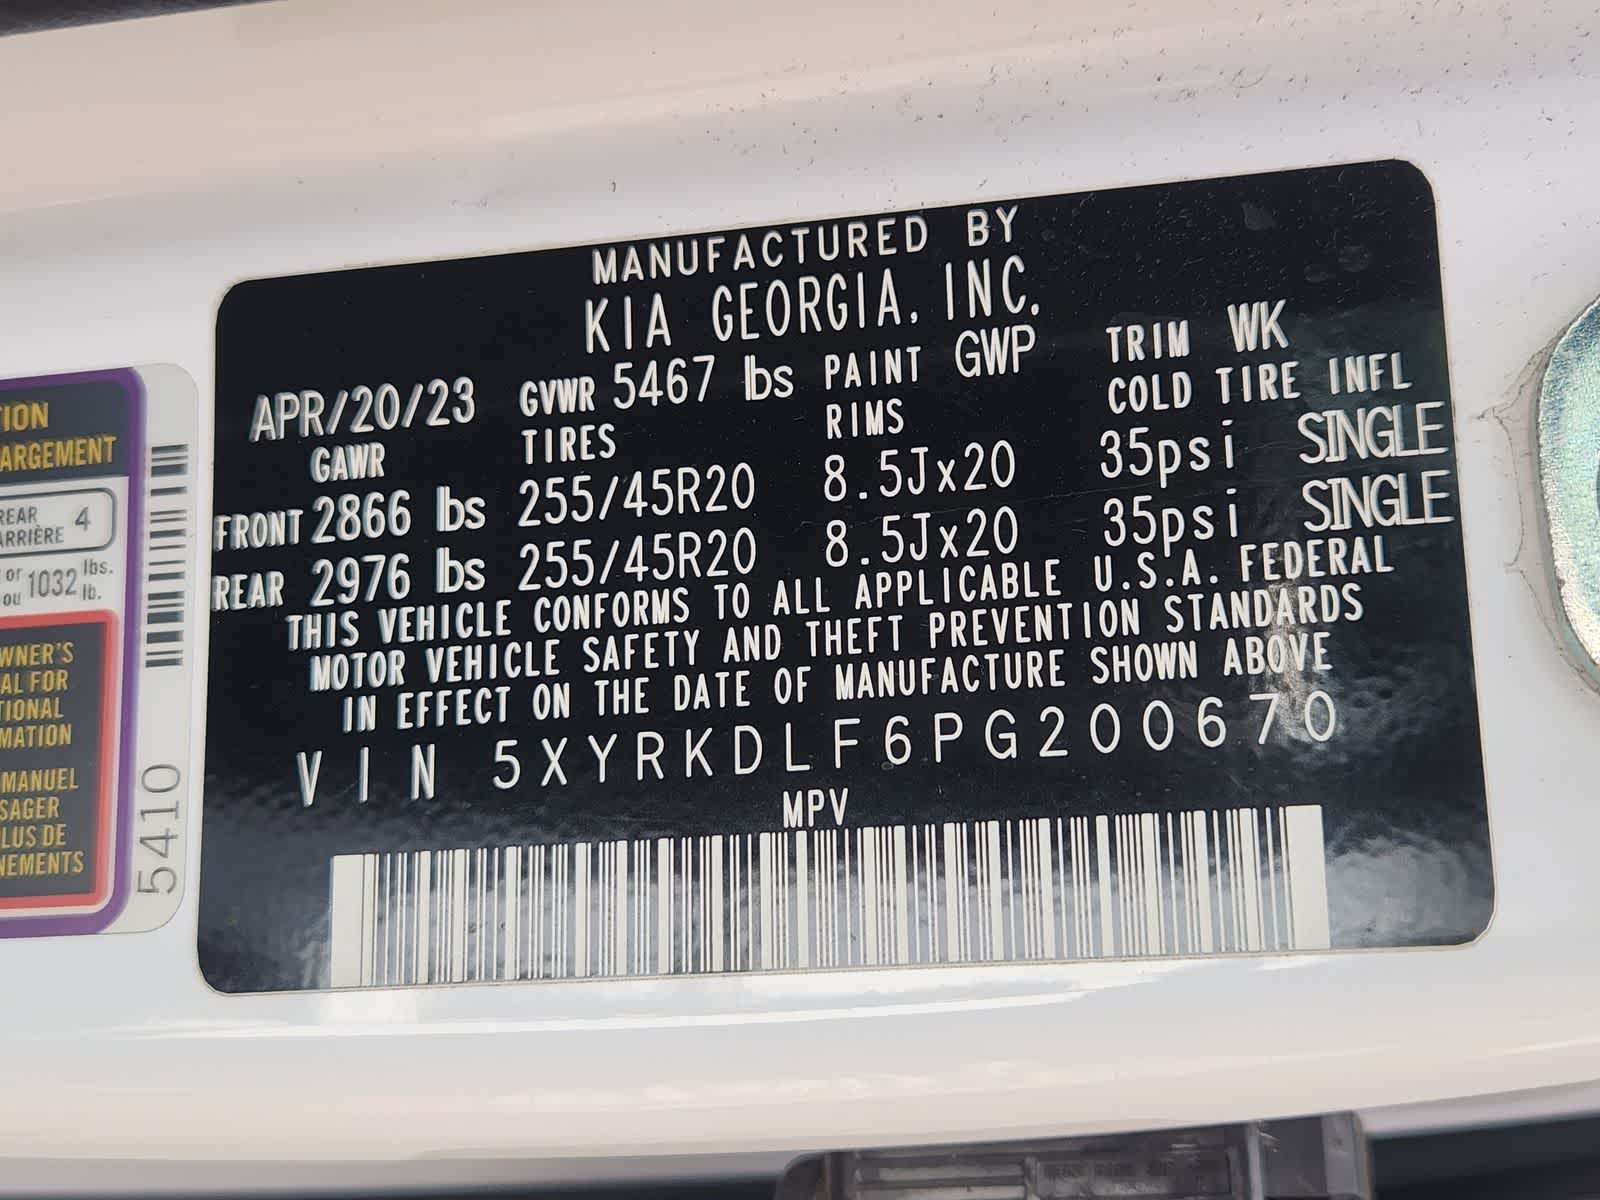 MANUFACTURED BY
KIA GEORGIA, INC.
APR/20/23 GVWR 5467 lbs PAINT GWP TRIM WK
GAWR TIRES RIMS COLD TIRE INFL
FRONT 2866 lbs 255/45R20 8.5Jx20 35psi SINGLE
REAR 2976 lbs 255/45R20 8.5Jx20 35psi SINGLE
THIS VEHICLE CONFORMS TO ALL APPLICABLE U.S.A. FEDERAL
MOTOR VEHICLE SAFETY AND THEFT PREVENTION STANDARDS
IN EFFECT ON THE DATE OF MANUFACTURE SHOWN ABOVE
VIN 5XYRKDLF6PG200670
MPV
TION
ARGEMENT
REAR
ARRIÈRE 4
or 1032 lbs.
ou lb.
WNER'S
AL FOR
TIONAL
MATION
MANUEL
SAGER
LUS DE
NEMENTS
5410